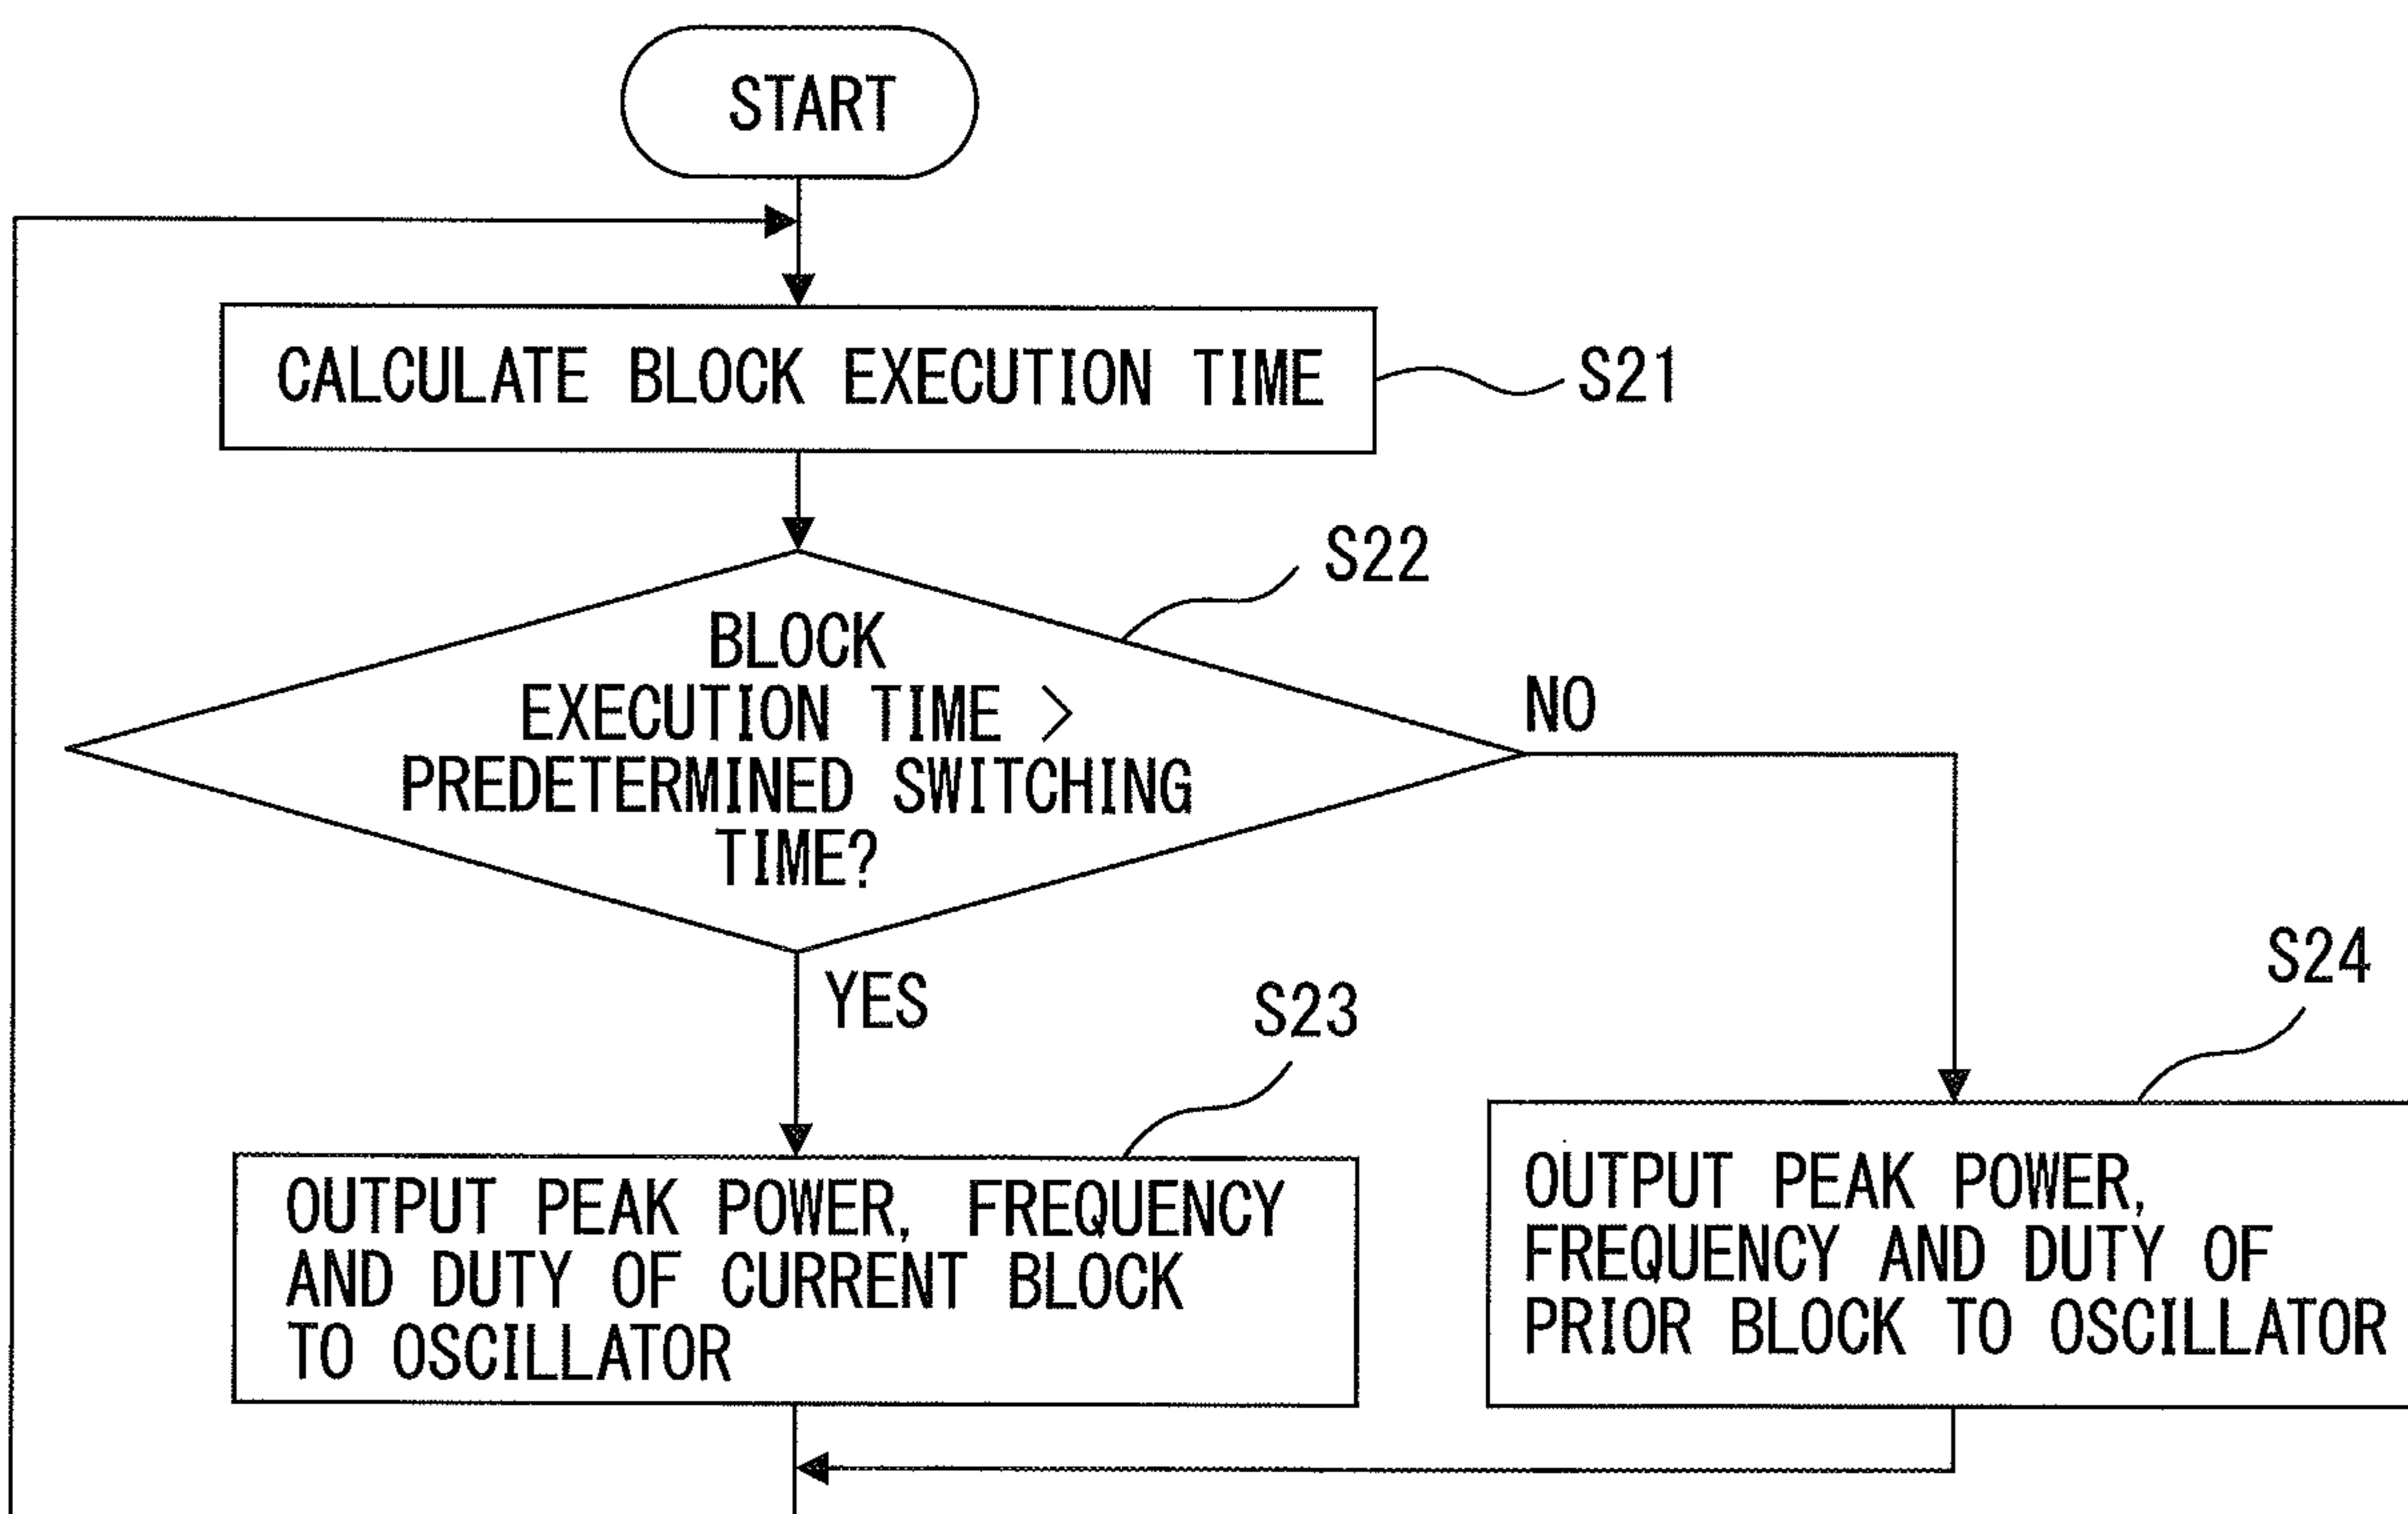 START
CALCULATE BLOCK EXECUTION TIME
S21
S22
BLOCK
EXECUTION TIME >
PREDETERMINED SWITCHING
TIME?
NO
YES
S23
S24
OUTPUT PEAK POWER, FREQUENCY
AND DUTY OF CURRENT BLOCK
TO OSCILLATOR
OUTPUT PEAK POWER,
FREQUENCY AND DUTY OF
PRIOR BLOCK TO OSCILLATOR